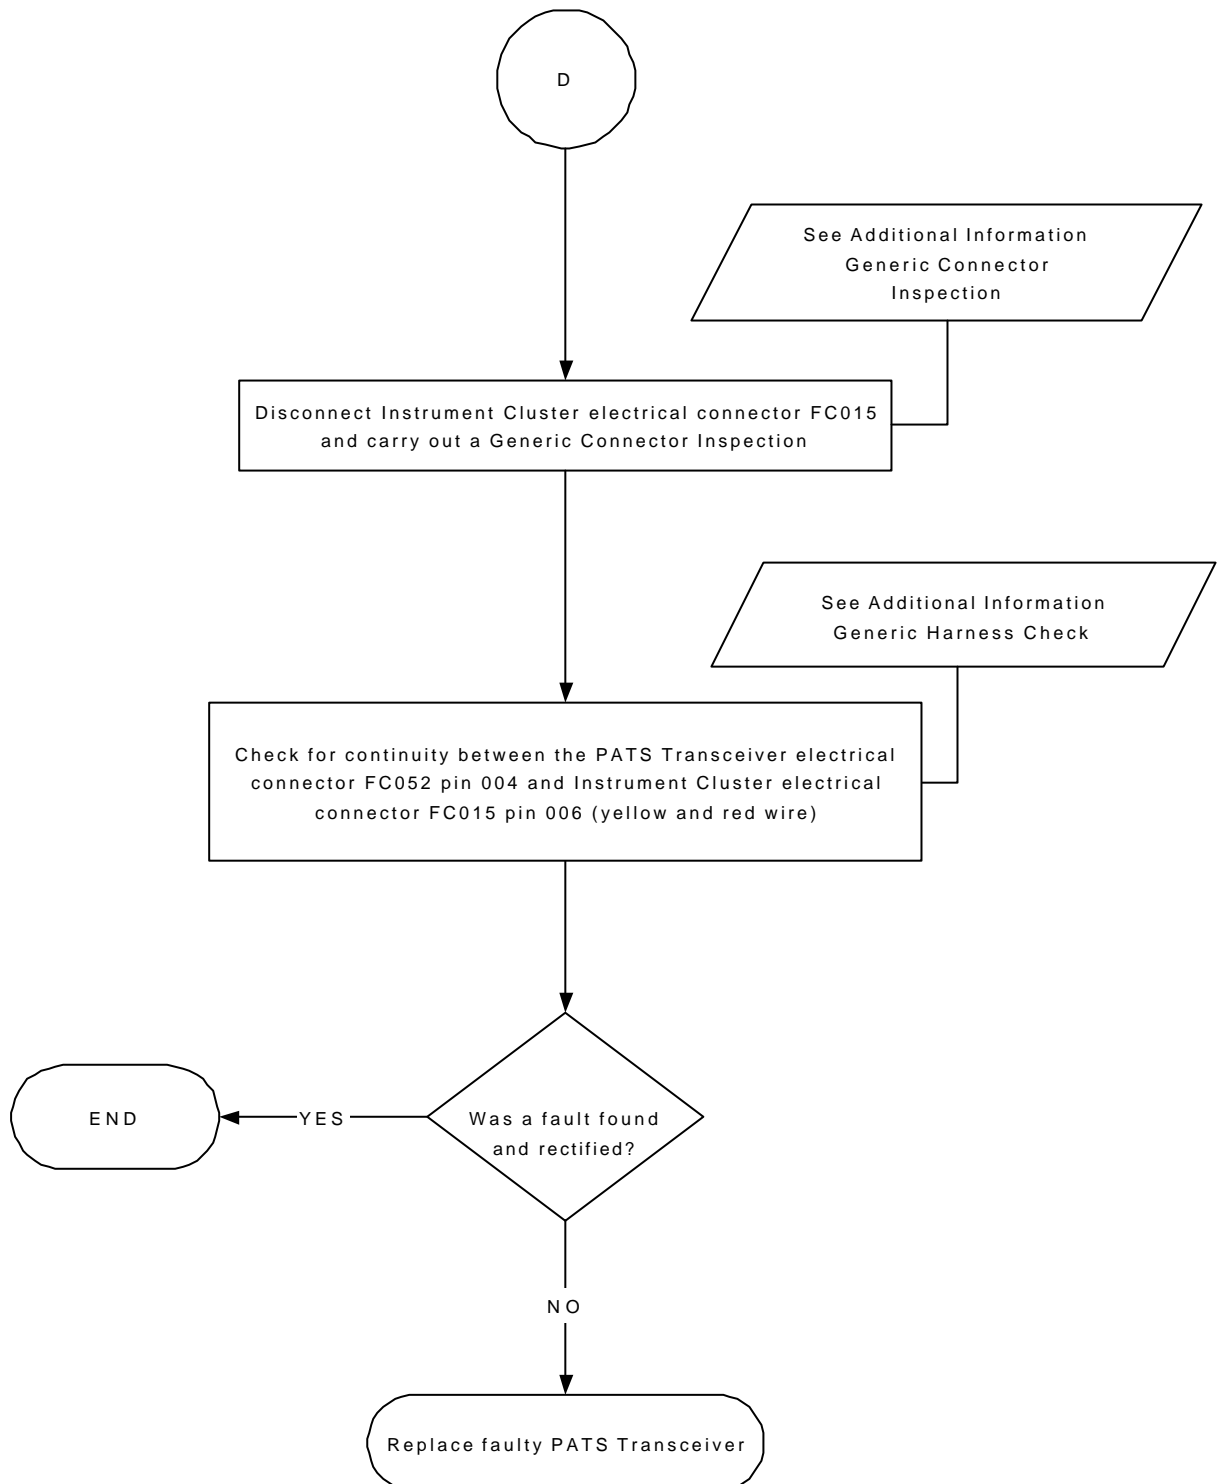 D
See Additional Information
Generic Connector
Inspection
Disconnect Instrument Cluster electrical connector FC015
and carry out a Generic Connector Inspection
See Additional Information
Generic Harness Check
Check for continuity between the PATS Transceiver electrical
connector FC052 pin 004 and Instrument Cluster electrical
connector FC015 pin 006 (yellow and red wire)
Was a fault found
and rectified?
YES
END
NO
Replace faulty PATS Transceiver